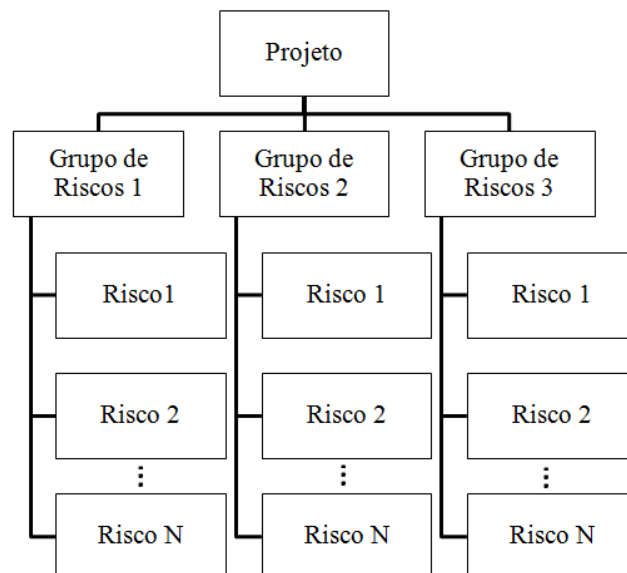 Projeto
Grupo de
Riscos 1
Grupo de
Riscos 2
Grupo de
Riscos 3
Risco1
Risco 1
Risco 1
Risco 2
Risco 2
Risco 2
Risco N
Risco N
Risco N